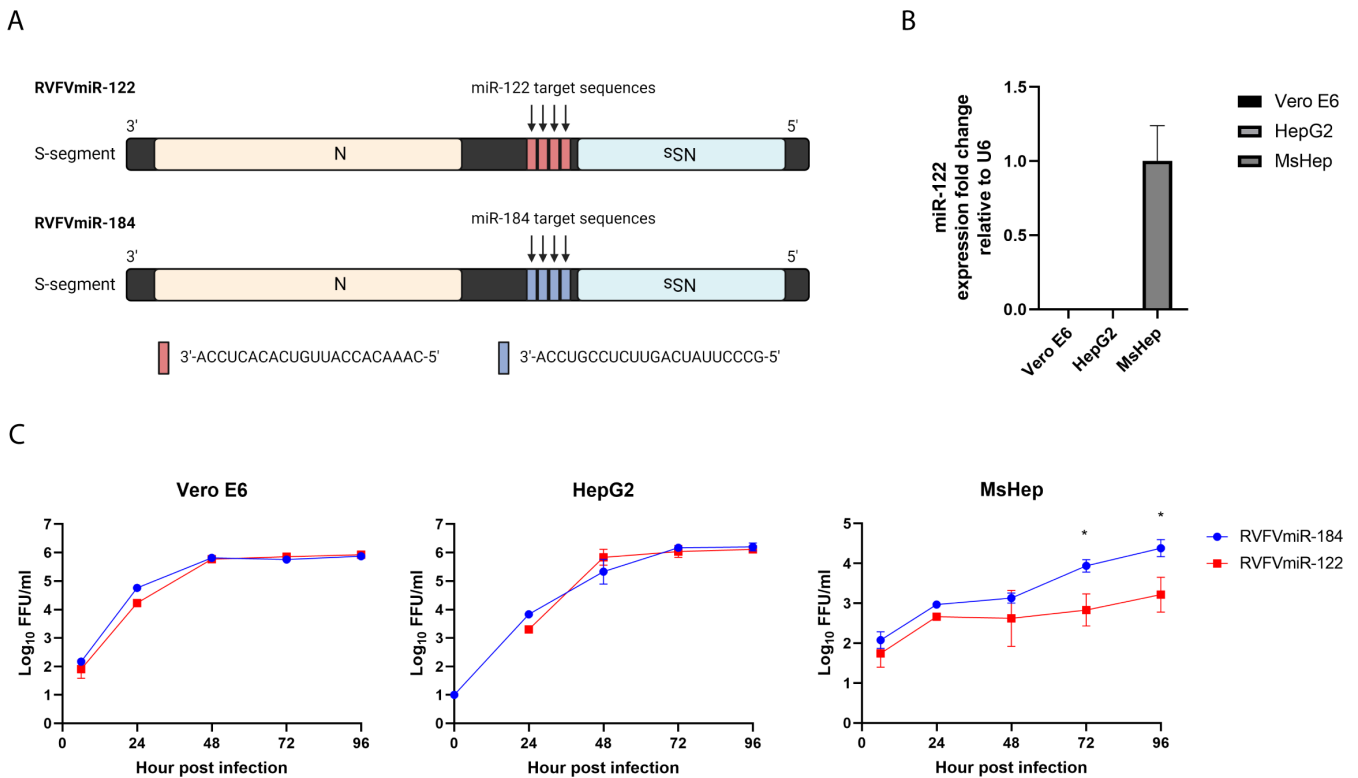 A
RVFVmiR-122
miR-122 target sequences
3'
5'
S-segment
N
NSs
RVFVmiR-184
miR-184 target sequences
3'
5'
S-segment
N
NSs
3'-ACCUCACACUGUUACCACAAAC-5'
3'-ACCUGCCUCUUGACUAUUCCCG-5'
B
miR-122
expression fold change
relative to U6
1.5
1.0
0.5
0.0
Vero E6
HepG2
MsHep
Vero E6
HepG2
MsHep
C
Vero E6
Log10 FFU/ml
7
6
5
4
3
2
1
0
0 24 48 72 96
Hour post infection
HepG2
Log10 FFU/ml
7
6
5
4
3
2
1
0
0 24 48 72 96
Hour post infection
MsHep
Log10 FFU/ml
5
4
3
2
1
0
* *
0 24 48 72 96
Hour post infection
RVFVmiR-184
RVFVmiR-122